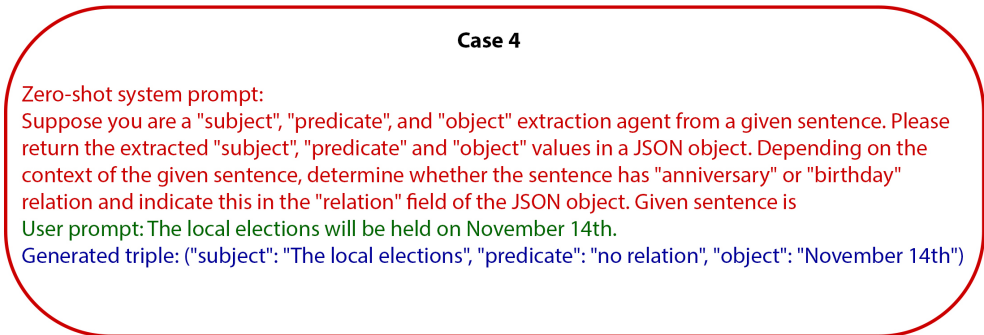 Case 4
Zero-shot system prompt:
Suppose you are a "subject", "predicate", and "object" extraction agent from a given sentence. Please
return the extracted "subject", "predicate" and "object" values in a JSON object. Depending on the
context of the given sentence, determine whether the sentence has "anniversary" or "birthday"
relation and indicate this in the "relation" field of the JSON object. Given sentence is
User prompt: The local elections will be held on November 14th.
Generated triple: ("subject": "The local elections", "predicate": "no relation", "object": "November 14th")